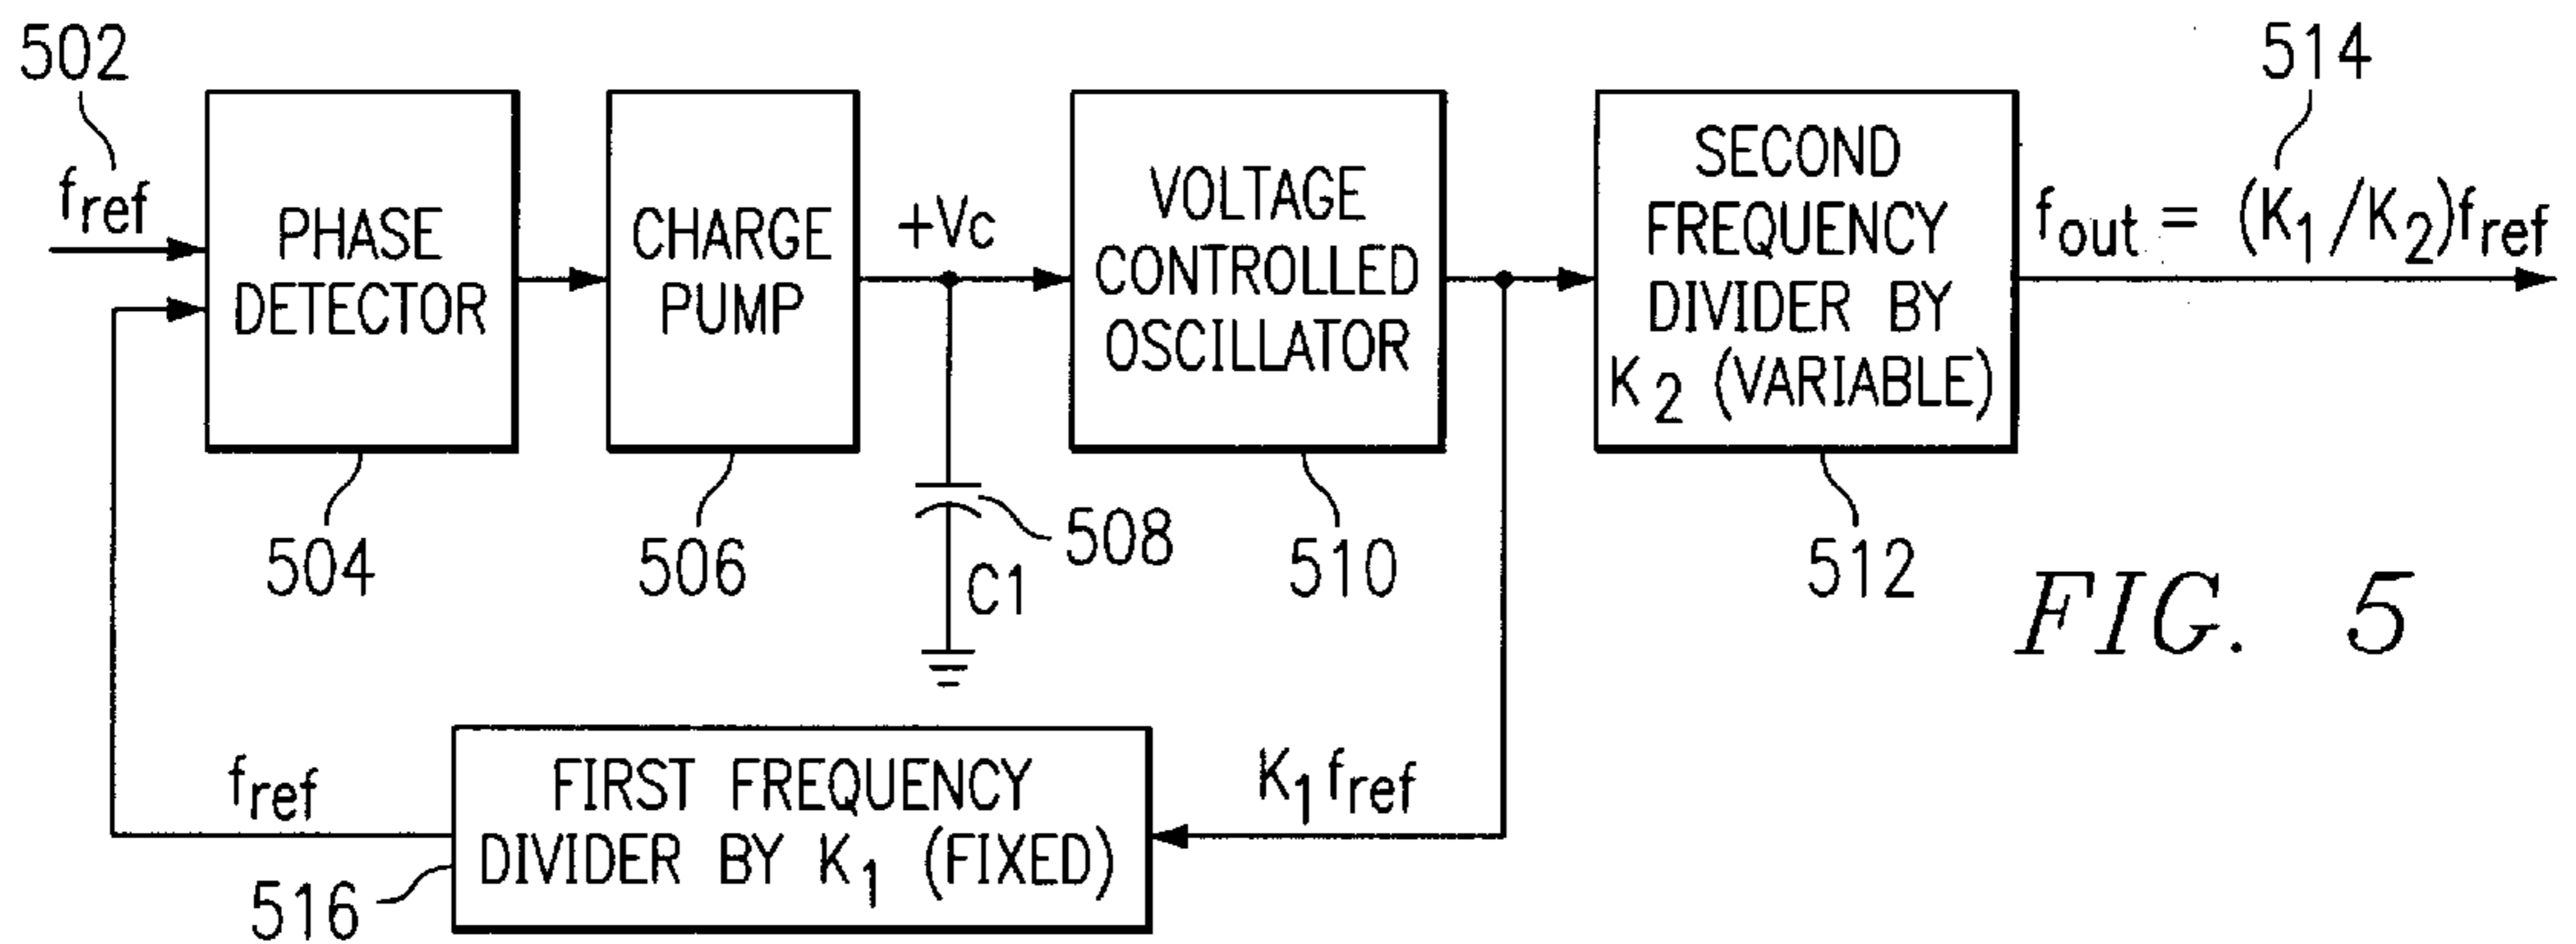 502
f_ref
PHASE
DETECTOR
504
CHARGE
PUMP
506
+Vc
508
C1
VOLTAGE
CONTROLLED
OSCILLATOR
510
SECOND
FREQUENCY
DIVIDER BY
K_2 (VARIABLE)
512
514
f_out = (K_1/K_2)f_ref
f_ref
FIRST FREQUENCY
DIVIDER BY K_1 (FIXED)
516
K_1 f_ref
FIG. 5